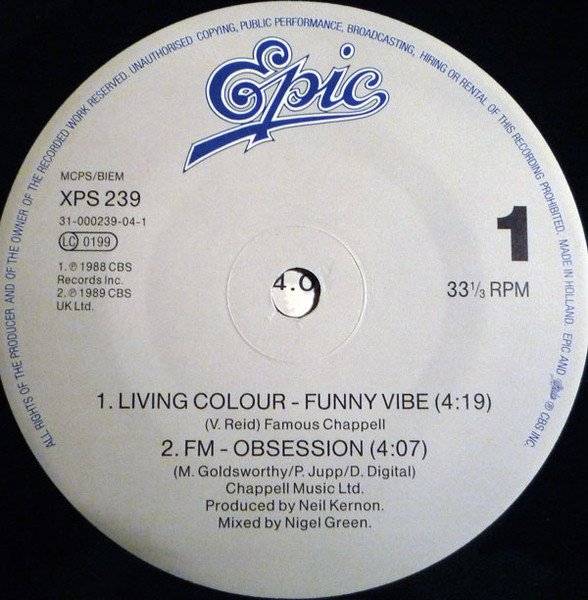 ALL RIGHTS OF THE PRODUCER AND OF THE OWNER OF THE RECORDED WORK RESERVED. UNAUTHORISED COPYING, PUBLIC PERFORMANCE, BROADCASTING, HIRING OR RENTAL OF THIS RECORDING PROHIBITED. MADE IN HOLLAND. EPIC AND Epic ® CBS INC.
Epic
MCPS/BIEM
XPS 239
31-000239-04-1
LC 0199
1
1. ℗ 1988 CBS
Records Inc.
2. ℗ 1989 CBS
UK Ltd.
4.0
33⅓ RPM
1. LIVING COLOUR – FUNNY VIBE (4:19)
(V. Reid) Famous Chappell
2. FM – OBSESSION (4:07)
(M. Goldsworthy/P. Jupp/D. Digital)
Chappell Music Ltd.
Produced by Neil Kernon.
Mixed by Nigel Green.